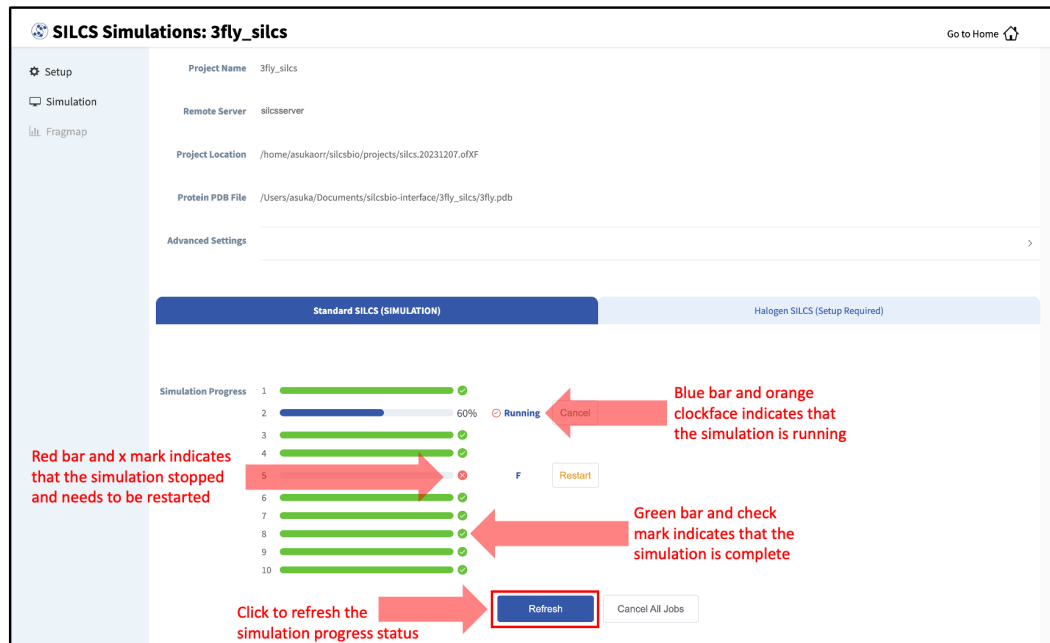 SILCS Simulations: 3fly_silcs
Go to Home
Setup
Simulation
Fragmap
Project Name 3fly_silcs
Remote Server silcsserver
Project Location /home/asukaorr/silcsbio/projects/silcs.20231207.ofXF
Protein PDB File /Users/asuka/Documents/silcsbio-interface/3fly_silcs/3fly.pdb
Advanced Settings
Standard SILCS (SIMULATION)
Halogen SILCS (Setup Required)
Simulation Progress
1
2 60% Running Cancel
3
4
5 F Restart
6
7
8
9
10
Blue bar and orange
clockface indicates that
the simulation is running
Red bar and x mark indicates
that the simulation stopped
and needs to be restarted
Green bar and check
mark indicates that the
simulation is complete
Click to refresh the
simulation progress status
Refresh
Cancel All Jobs